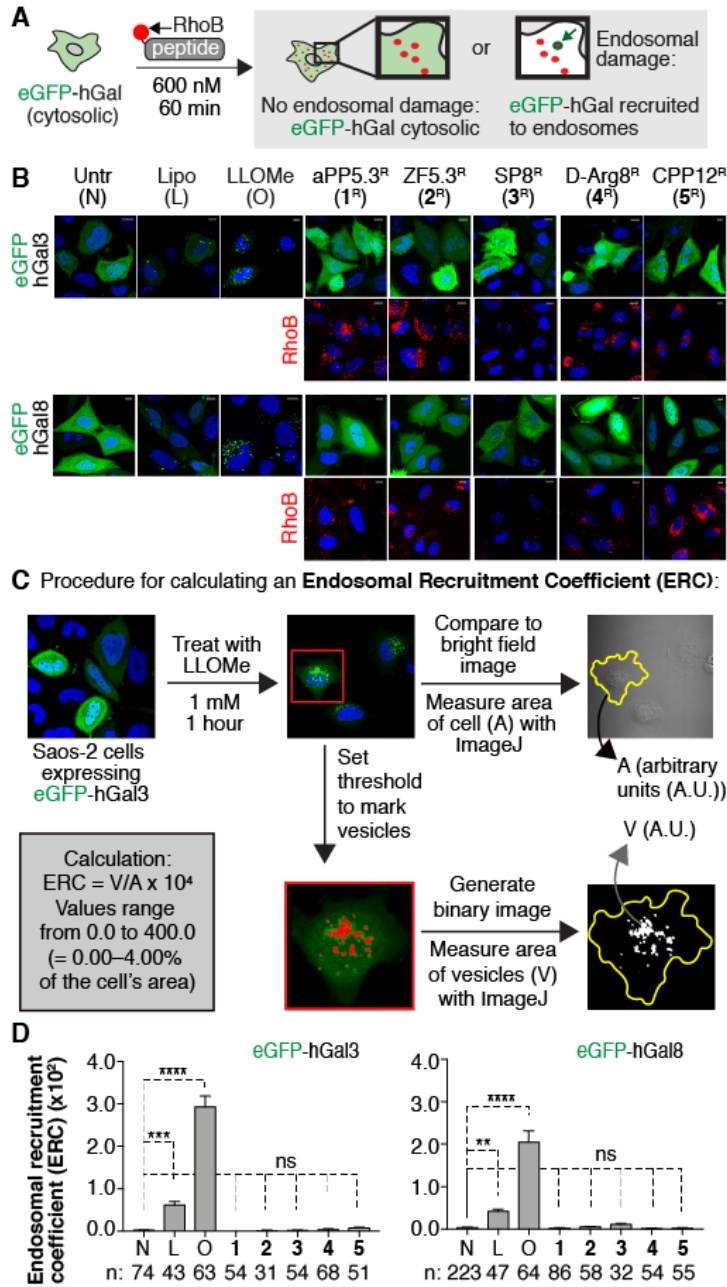 A
RhoB
peptide
eGFP-hGal
(cytosolic)
600 nM
60 min
or
Endosomal
damage:
No endosomal damage:
eGFP-hGal cytosolic
eGFP-hGal recruited
to endosomes
B
Untr
(N)
Lipo
(L)
LLOMe
(O)
aPP5.3ᴿ
(1ᴿ)
ZF5.3ᴿ
(2ᴿ)
SP8ᴿ
(3ᴿ)
D-Arg8ᴿ
(4ᴿ)
CPP12ᴿ
(5ᴿ)
eGFP
hGal3
RhoB
eGFP
hGal8
RhoB
C Procedure for calculating an Endosomal Recruitment Coefficient (ERC):
Treat with
LLOMe
1 mM
1 hour
Compare to
bright field
image
Measure area
of cell (A) with
ImageJ
Saos-2 cells
expressing
eGFP-hGal3
Set
threshold
to mark
vesicles
A (arbitrary
units (A.U.))
V (A.U.)
Calculation:
ERC = V/A x 10⁴
Values range
from 0.0 to 400.0
(= 0.00–4.00%
of the cell's area)
Generate
binary image
Measure area
of vesicles (V)
with ImageJ
D
Endosomal recruitment
coefficient (ERC) (x10²)
eGFP-hGal3
4.0
3.0
2.0
1.0
0.0
****
***
ns
N L O 1 2 3 4 5
n: 74 43 63 54 31 54 68 51
eGFP-hGal8
4.0
3.0
2.0
1.0
0.0
****
**
ns
N L O 1 2 3 4 5
n: 223 47 64 86 58 32 54 55